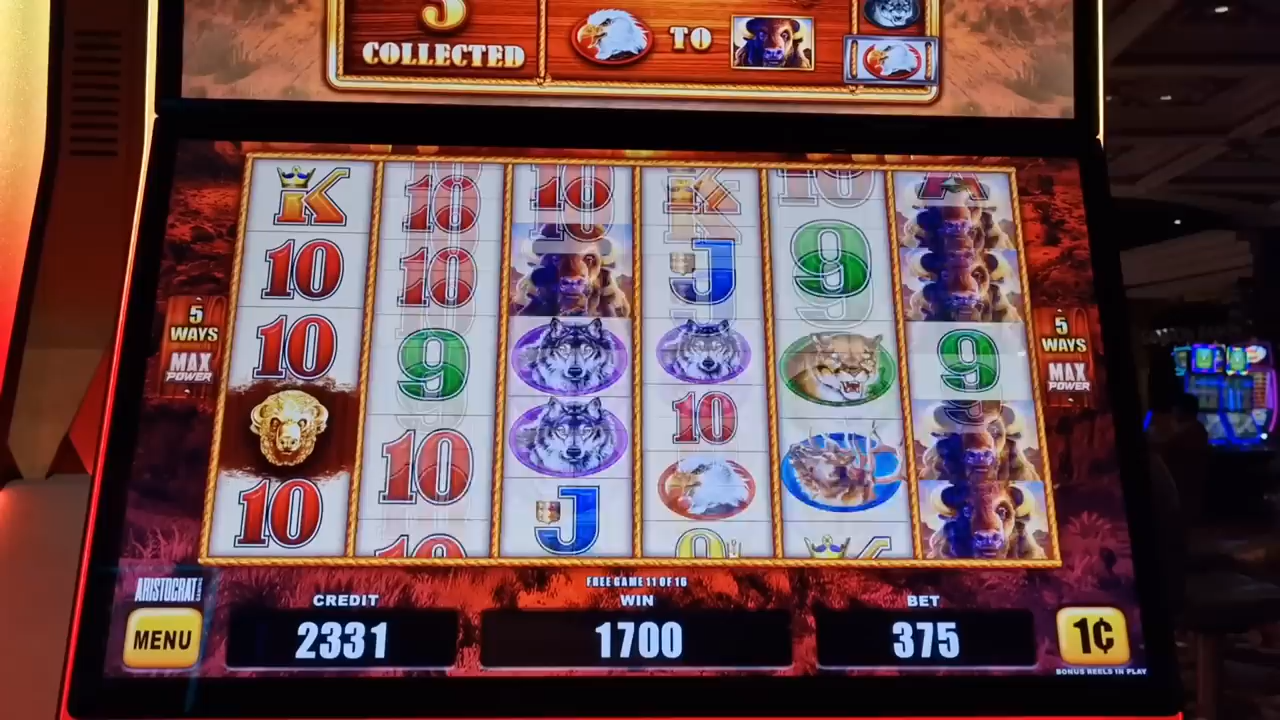 3
COLLECTED
TO
K 10 10 K 10 A
10 10 J 9
10 9 9
10
10 10 J
10
5
WAYS
MAX
POWER
5
WAYS
MAX
POWER
ARISTOCRAT
FREE GAME 11 OF 16
CREDIT
WIN
BET
MENU
2331
1700
375
1¢
BONUS REELS IN PLAY